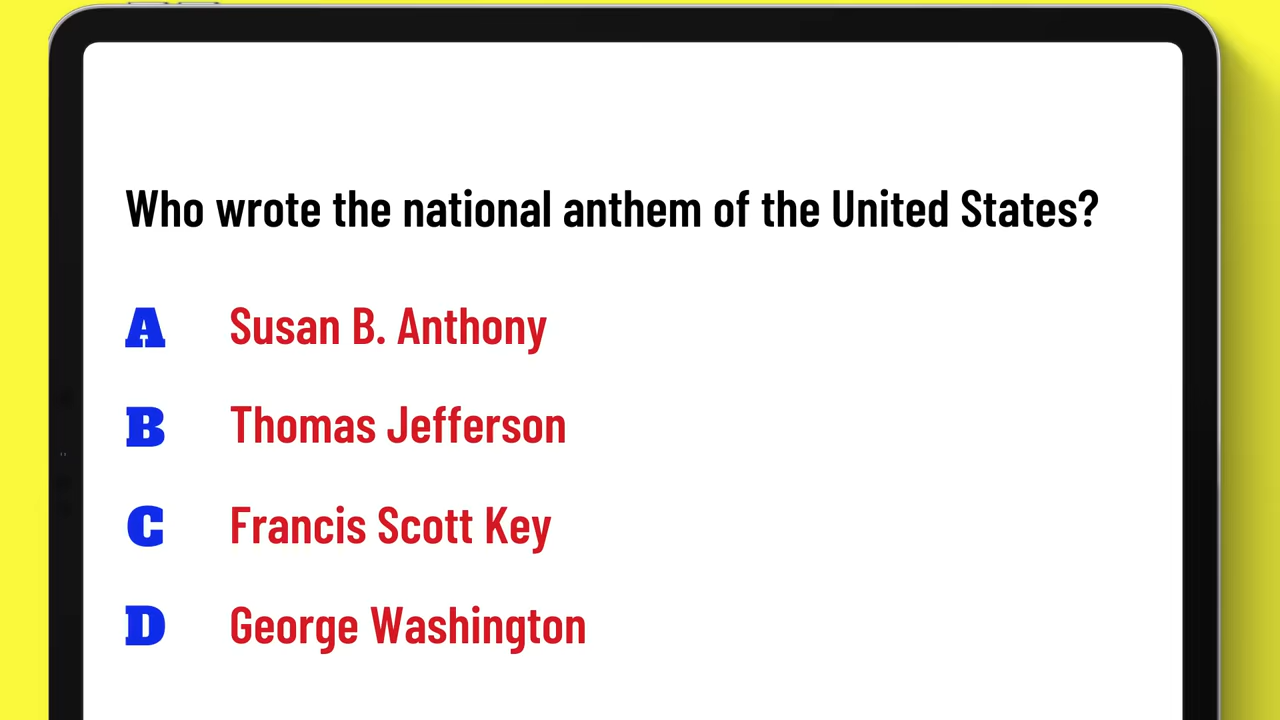 Who wrote the national anthem of the United States?
A Susan B. Anthony
B Thomas Jefferson
C Francis Scott Key
D George Washington